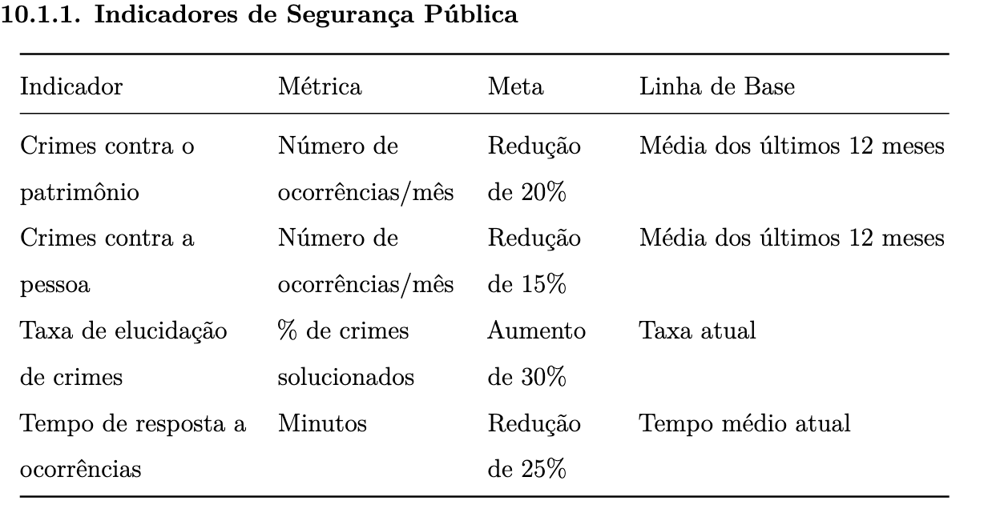 10.1.1. Indicadores de Segurança Pública
Indicador Métrica Meta Linha de Base
Crimes contra o Número de Redução Média dos últimos 12 meses
patrimônio ocorrências/mês de 20%
Crimes contra a Número de Redução Média dos últimos 12 meses
pessoa ocorrências/mês de 15%
Taxa de elucidação % de crimes Aumento Taxa atual
de crimes solucionados de 30%
Tempo de resposta a Minutos Redução Tempo médio atual
ocorrências de 25%